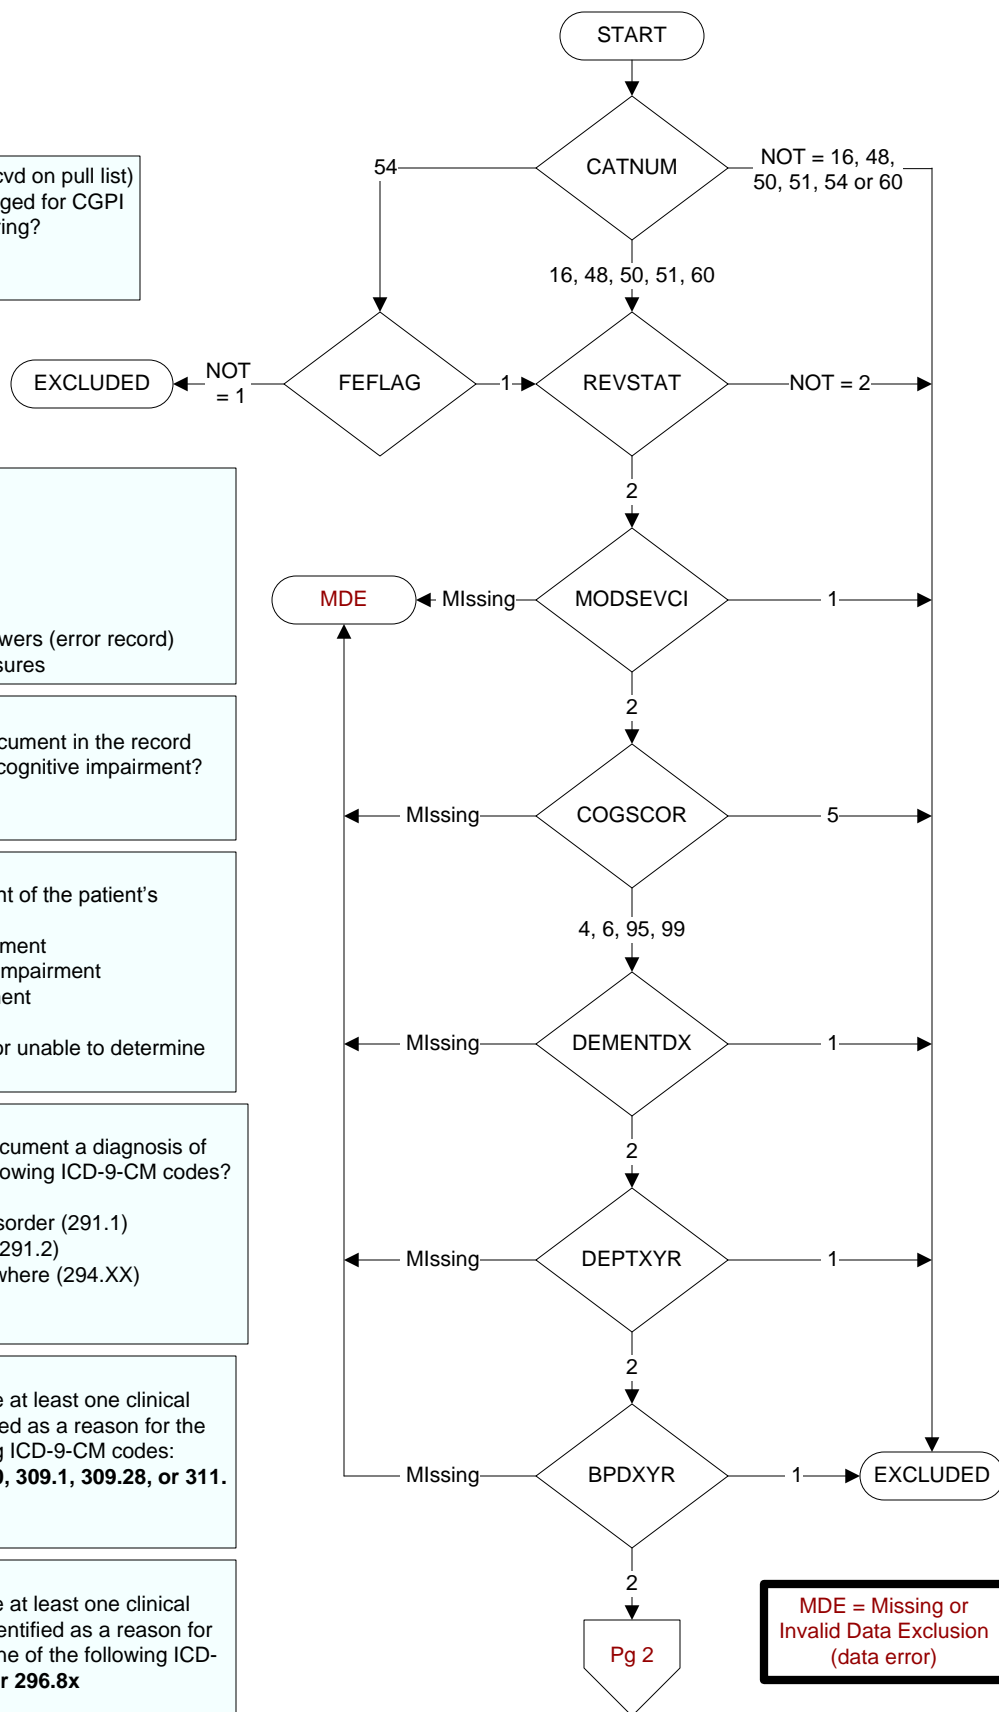 START
CATNUM
54
NOT = 16, 48,
50, 51, 54 or 60
16, 48, 50, 51, 60
FEFLAG
NOT
= 1
EXCLUDED
1
REVSTAT
NOT = 2
2
MODSEVCI
MIssing
MDE
1
2
COGSCOR
MIssing
5
4, 6, 95, 99
DEMENTDX
MIssing
1
2
DEPTXYR
MIssing
1
2
BPDXYR
MIssing
1
EXCLUDED
2
Pg 2
MDE = Missing or
Invalid Data Exclusion
(data error)
cvd on pull list)
ged for CGPI
ring?
wers (error record)
sures
cument in the record
cognitive impairment?
nt of the patient's
ment
impairment
nent
or unable to determine
cument a diagnosis of
lowing ICD-9-CM codes?
sorder (291.1)
(291.2)
where (294.XX)
e at least one clinical
ed as a reason for the
g ICD-9-CM codes:
0, 309.1, 309.28, or 311.
e at least one clinical
entified as a reason for
ne of the following ICD-
r 296.8x